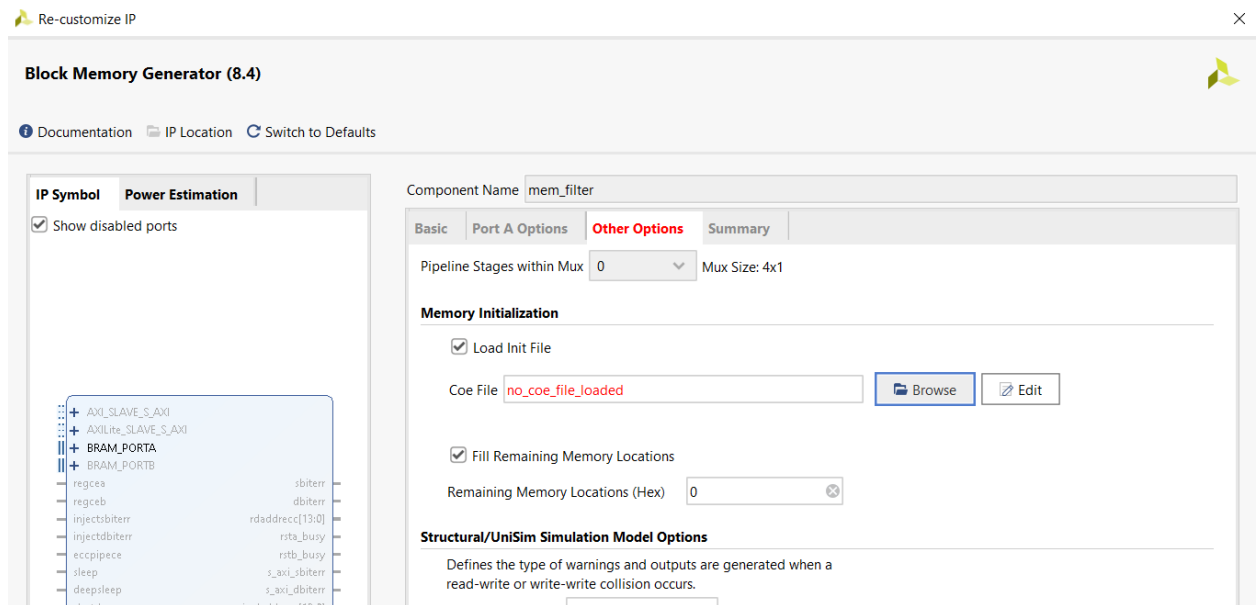 Re-customize IP
Block Memory Generator (8.4)
Documentation IP Location Switch to Defaults
IP Symbol Power Estimation
Show disabled ports
AXI_SLAVE_S_AXI
AXILite_SLAVE_S_AXI
BRAM_PORTA
BRAM_PORTB
regcea sbiterr
regceb dbiterr
injectsbiterr rdaddrecc[13:0]
injectdbiterr rsta_busy
eccpipece rstb_busy
sleep s_axi_sbiterr
deepsleep s_axi_dbiterr
Component Name mem_filter
Basic Port A Options Other Options Summary
Pipeline Stages within Mux 0 Mux Size: 4x1
Memory Initialization
Load Init File
Coe File no_coe_file_loaded Browse Edit
Fill Remaining Memory Locations
Remaining Memory Locations (Hex) 0
Structural/UniSim Simulation Model Options
Defines the type of warnings and outputs are generated when a
read-write or write-write collision occurs.